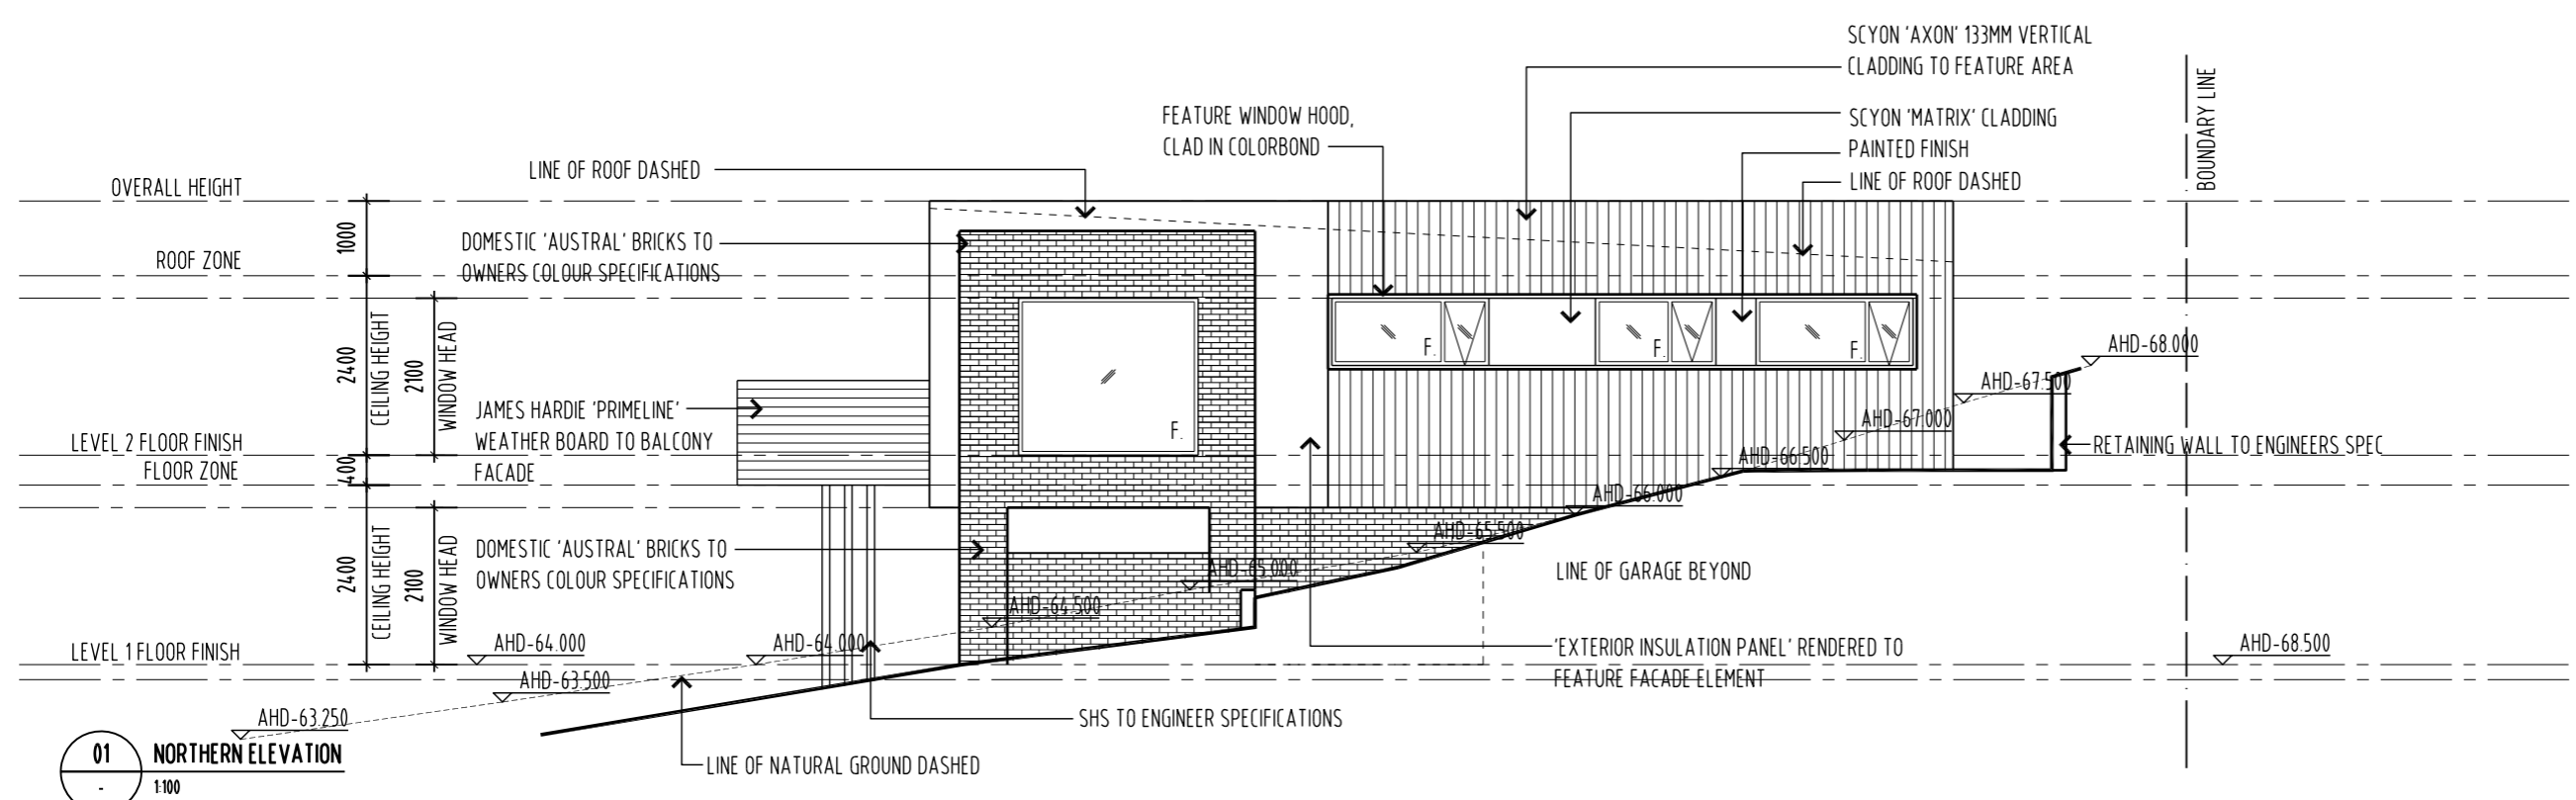 SCYON 'AXON' 133MM VERTICAL
CLADDING TO FEATURE AREA
FEATURE WINDOW HOOD,
CLAD IN COLORBOND
SCYON 'MATRIX' CLADDING
PAINTED FINISH
LINE OF ROOF DASHED
LINE OF ROOF DASHED
BOUNDARY LINE
OVERALL HEIGHT
1000
ROOF ZONE
DOMESTIC 'AUSTRAL' BRICKS TO
OWNERS COLOUR SPECIFICATIONS
2400
CEILING HEIGHT
2100
WINDOW HEAD
F.
F.
F.
F.
JAMES HARDIE 'PRIMELINE'
WEATHER BOARD TO BALCONY
FACADE
LEVEL 2 FLOOR FINISH
FLOOR ZONE
400
AHD-68.000
AHD-67.500
AHD-67.000
AHD-66.500
AHD-66.000
AHD-65.500
AHD-65.000
AHD-64.500
RETAINING WALL TO ENGINEERS SPEC
2400
CEILING HEIGHT
2100
WINDOW HEAD
DOMESTIC 'AUSTRAL' BRICKS TO
OWNERS COLOUR SPECIFICATIONS
LINE OF GARAGE BEYOND
LEVEL 1 FLOOR FINISH
AHD-64.000
AHD-64.000
AHD-63.500
AHD-63.250
AHD-68.500
'EXTERIOR INSULATION PANEL' RENDERED TO
FEATURE FACADE ELEMENT
SHS TO ENGINEER SPECIFICATIONS
LINE OF NATURAL GROUND DASHED
01
-
NORTHERN ELEVATION
1:100